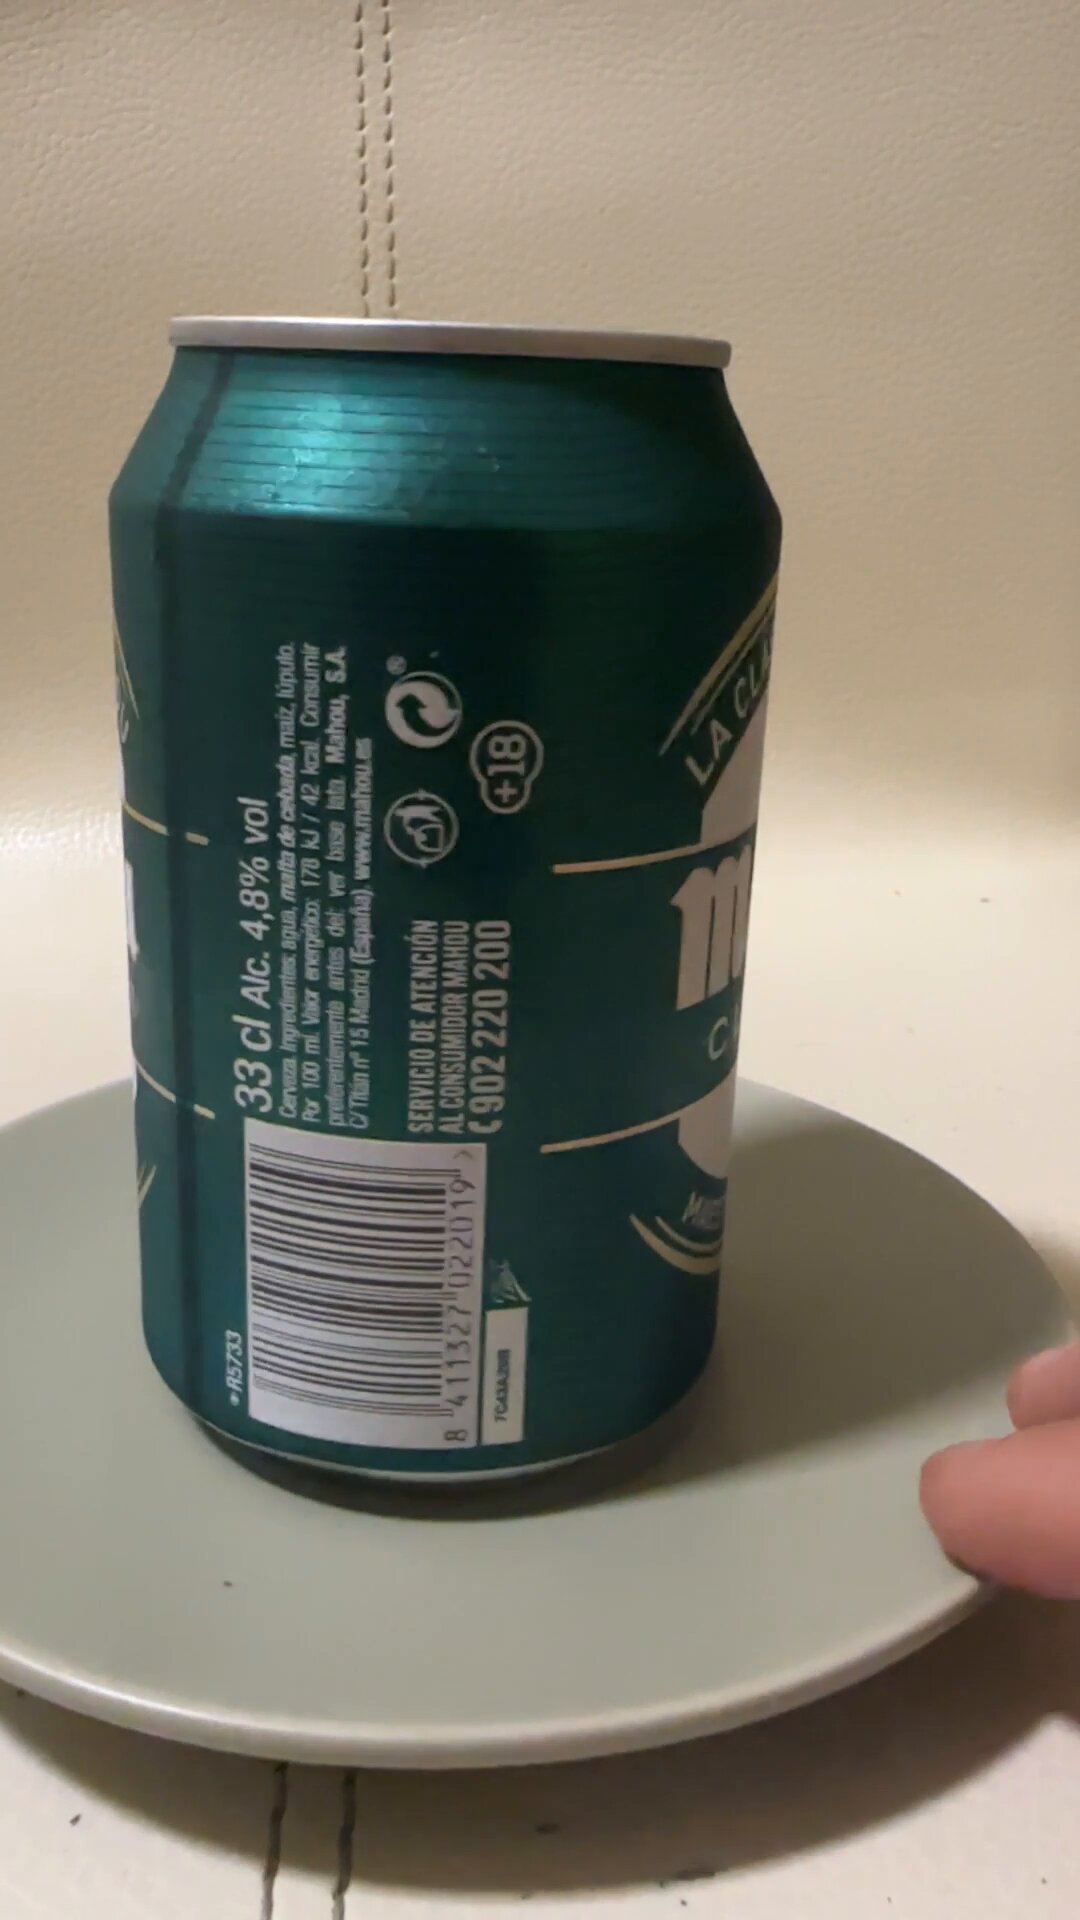 33 cl Alc. 4,8% vol
Cerveza. Ingredientes: agua, malta de cebada, maíz, lúpulo.
Por 100 ml. Valor energético: 178 kJ / 42 kcal. Consumir
preferentemente antes del: ver base lata. Mahou, S.A.
C/ Titán nº 15 Madrid (España). www.mahou.es
SERVICIO DE ATENCIÓN
AL CONSUMIDOR MAHOU
902 220 200
+18
R5733
8 411327 022019 >
LA CLA
m
C